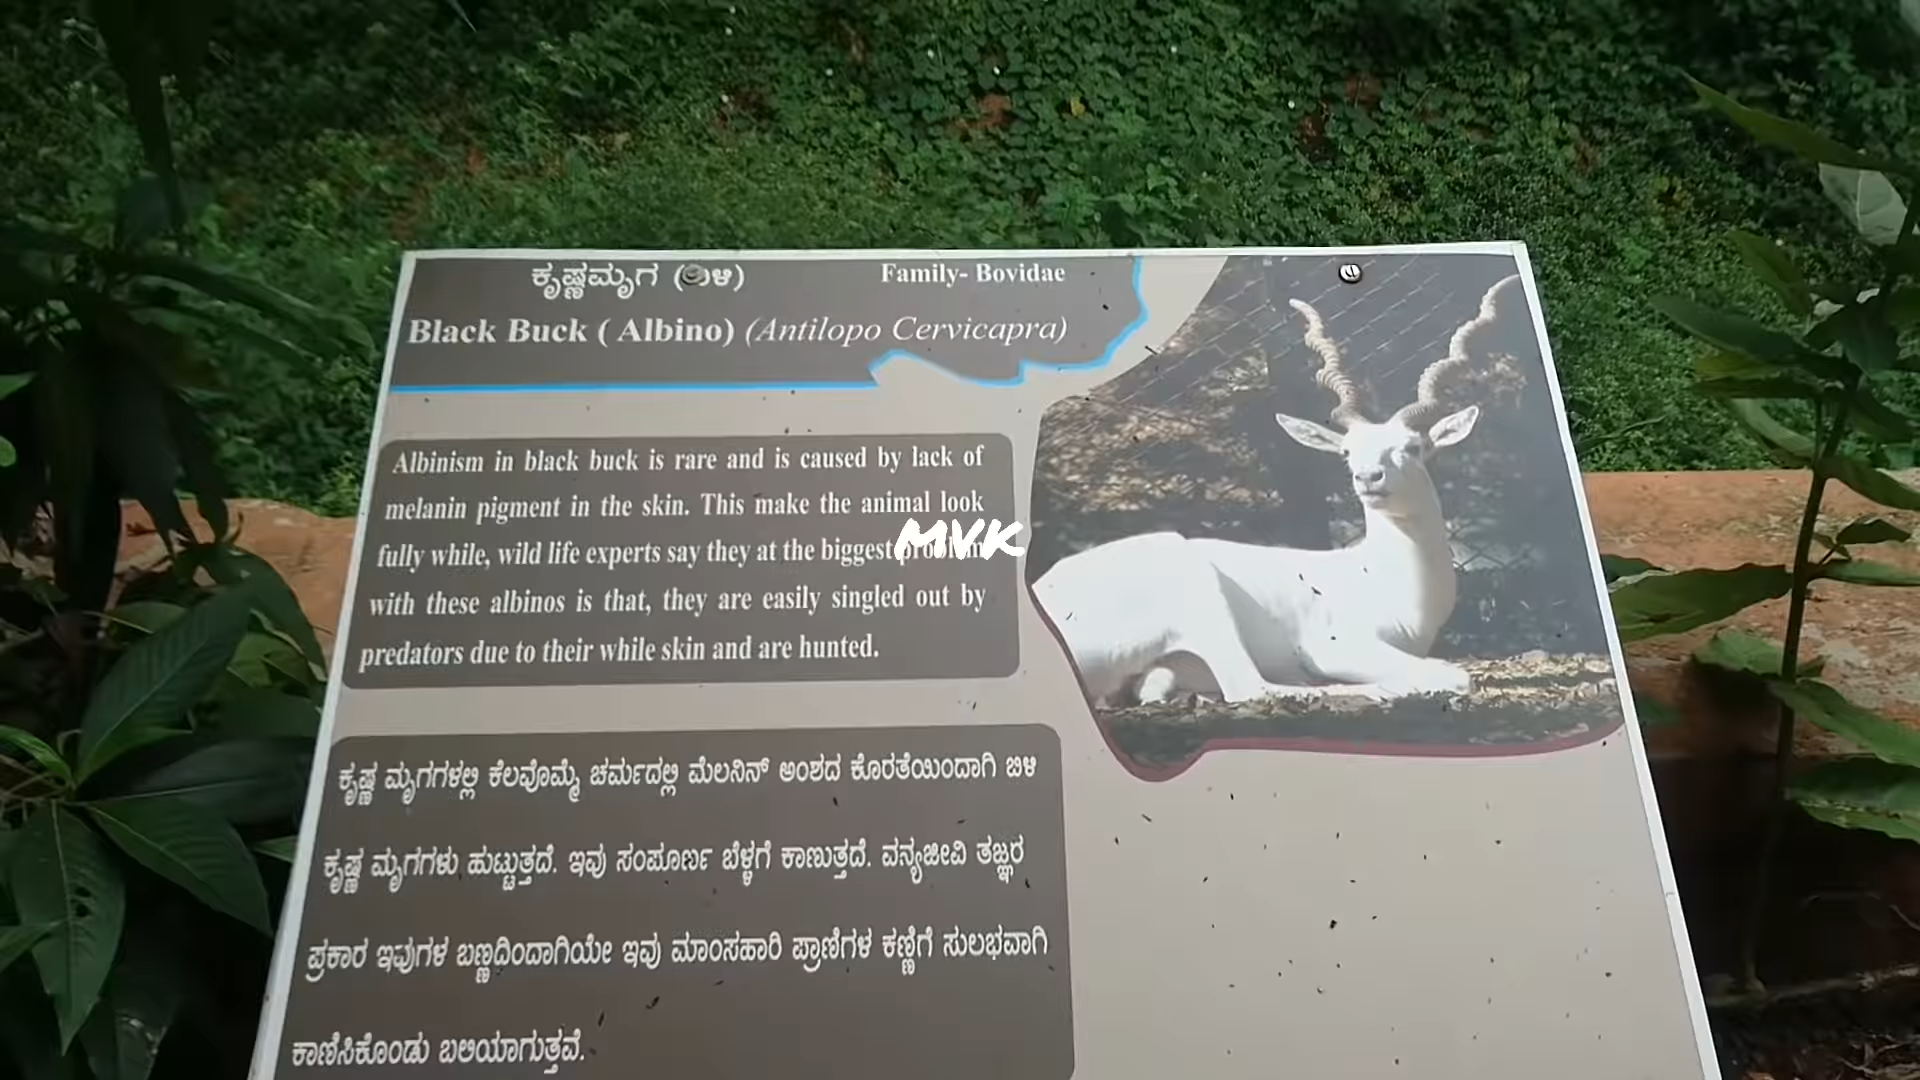 ಕೃಷ್ಣಮೃಗ
Family- Bovidae
Black Buck ( Albino) (Antilopo Cervicapra)
Albinism in black buck is rare and is caused by lack of
melanin pigment in the skin. This make the animal look
fully while, wild life experts say they at the biggest
with these albinos is that, they are easily singled out by
predators due to their while skin and are hunted.
MVK
ಕೃಷ್ಣ ಮೃಗಗಳಲ್ಲಿ ಕೆಲವೊಮ್ಮೆ ಚರ್ಮದಲ್ಲಿ ಮೆಲನಿನ್ ಅಂಶದ ಕೊರತೆಯಿಂದಾಗಿ ಬಿಳಿ
ಕೃಷ್ಣ ಮೃಗಗಳು ಹುಟ್ಟುತ್ತದೆ. ಇವು ಸಂಪೂರ್ಣ ಬೆಳ್ಳಗೆ ಕಾಣುತ್ತದೆ. ವನ್ಯಜೀವಿ ತಜ್ಞರ
ಪ್ರಕಾರ ಇವುಗಳ ಬಣ್ಣದಿಂದಾಗಿಯೇ ಇವು ಮಾಂಸಹಾರಿ ಪ್ರಾಣಿಗಳ ಕಣ್ಣಿಗೆ ಸುಲಭವಾಗಿ
ಕಾಣಿಸಿಕೊಂಡು ಬಲಿಯಾಗುತ್ತವೆ.